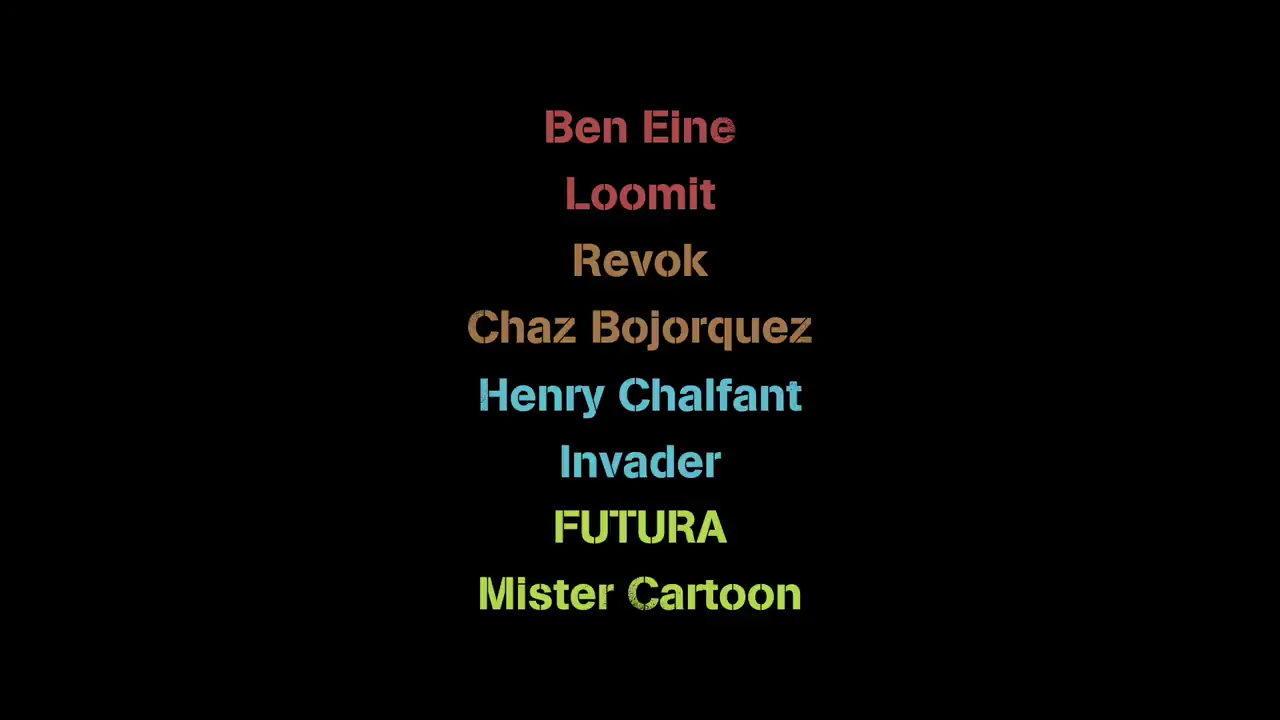 Ben Eine
Loomit
Revok
Chaz Bojorquez
Henry Chalfant
Invader
FUTURA
Mister Cartoon